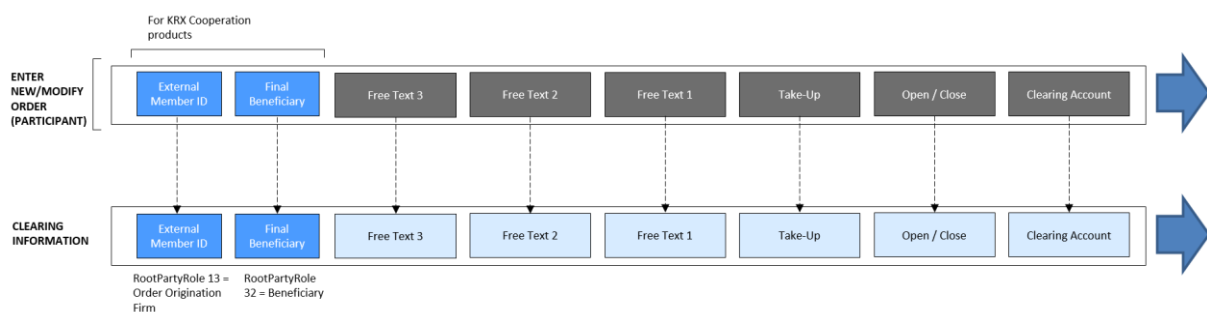 For KRX Cooperation
products
ENTER
NEW/MODIFY
ORDER
(PARTICIPANT)
External
Member ID
Final
Beneficiary
Free Text 3
Free Text 2
Free Text 1
Take-Up
Open / Close
Clearing Account
CLEARING
INFORMATION
External
Member ID
Final
Beneficiary
Free Text 3
Free Text 2
Free Text 1
Take-Up
Open / Close
Clearing Account
RootPartyRole 13 =
Order Origination
Firm
RootPartyRole
32 = Beneficiary